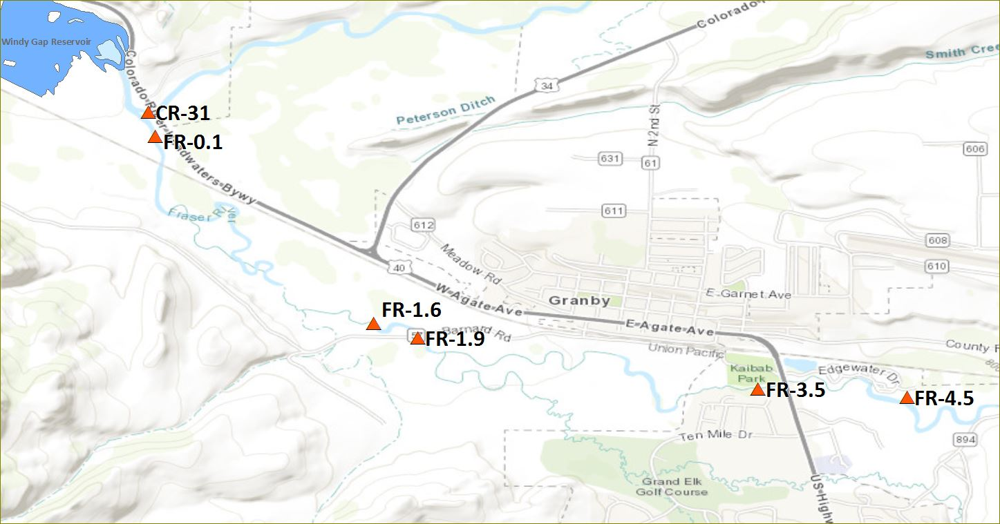 Colorado
Windy Gap Reservoir
Smith Cree
34
Peterson Ditch
Colorado River Headwaters Bywy
CR-31
FR-0.1
N 2nd St
606
631
61
Fraser River
611
612
608
Meadow Rd
40
610
W Agate Ave
Granby
E Garnet Ave
FR-1.6
E Agate Ave
Barnard Rd
FR-1.9
County
Union Pacific
Kaibab
Park
Edgewater Dr
FR-3.5
FR-4.5
Ten Mile Dr
894
Grand Elk
Golf Course
US High